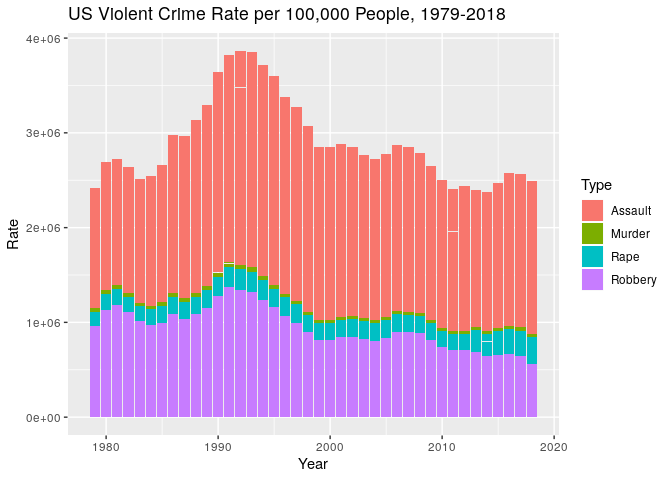 US Violent Crime Rate per 100,000 People, 1979-2018
4e+06
3e+06
2e+06
1e+06
0e+00
Rate
1980
1990
2000
2010
2020
Year
Type
Assault
Murder
Rape
Robbery